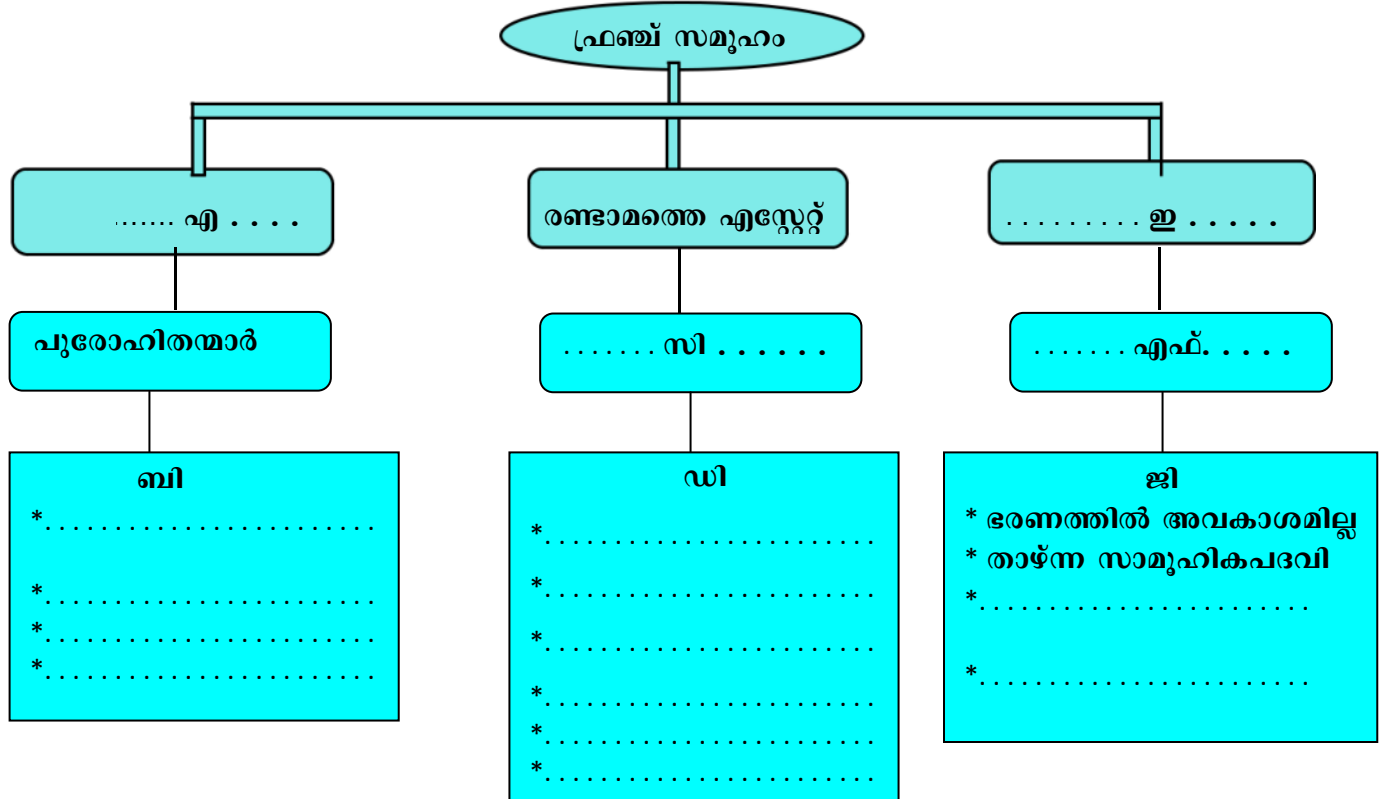 ഫ്രഞ്ച് സമൂഹം
....... എ . . . .
രണ്ടാമത്തെ എസ്റ്റേറ്റ്
. . . . . . . . . . ഇ . . . . .
പുരോഹിതന്മാർ
. . . . . . . സി . . . . . .
. . . . . . . എഫ്. . . . .
ബി
*. . . . . . . . . . . . . . . . . . . . . . . .
*. . . . . . . . . . . . . . . . . . . . . . . .
*. . . . . . . . . . . . . . . . . . . . . . . .
*. . . . . . . . . . . . . . . . . . . . . . . .
ഡി
*. . . . . . . . . . . . . . . . . . . . . . . .
*. . . . . . . . . . . . . . . . . . . . . . . .
*. . . . . . . . . . . . . . . . . . . . . . . .
*. . . . . . . . . . . . . . . . . . . . . . . .
*. . . . . . . . . . . . . . . . . . . . . . . .
*. . . . . . . . . . . . . . . . . . . . . . . .
ജി
* ഭരണത്തിൽ അവകാശമില്ല
* താഴ്ന്ന സാമൂഹികപദവി
*. . . . . . . . . . . . . . . . . . .
*. . . . . . . . . . . . . . . . . . .